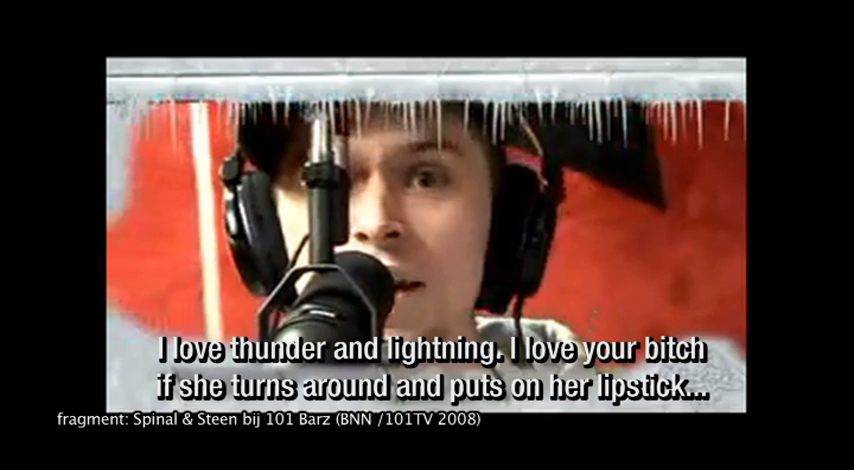 I love thunder and lightning. I love your bitch
if she turns around and puts on her lipstick...
fragment: Spinal & Steen bij 101 Barz (BNN /101TV 2008)